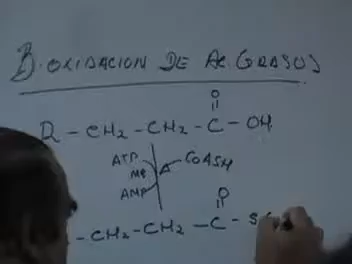 B. OXIDACION DE AC. GRASOS
O
R - CH2 - CH2 - C - OH
ATP
COASH
Mg
AMP
O
- CH2 - CH2 - C - S